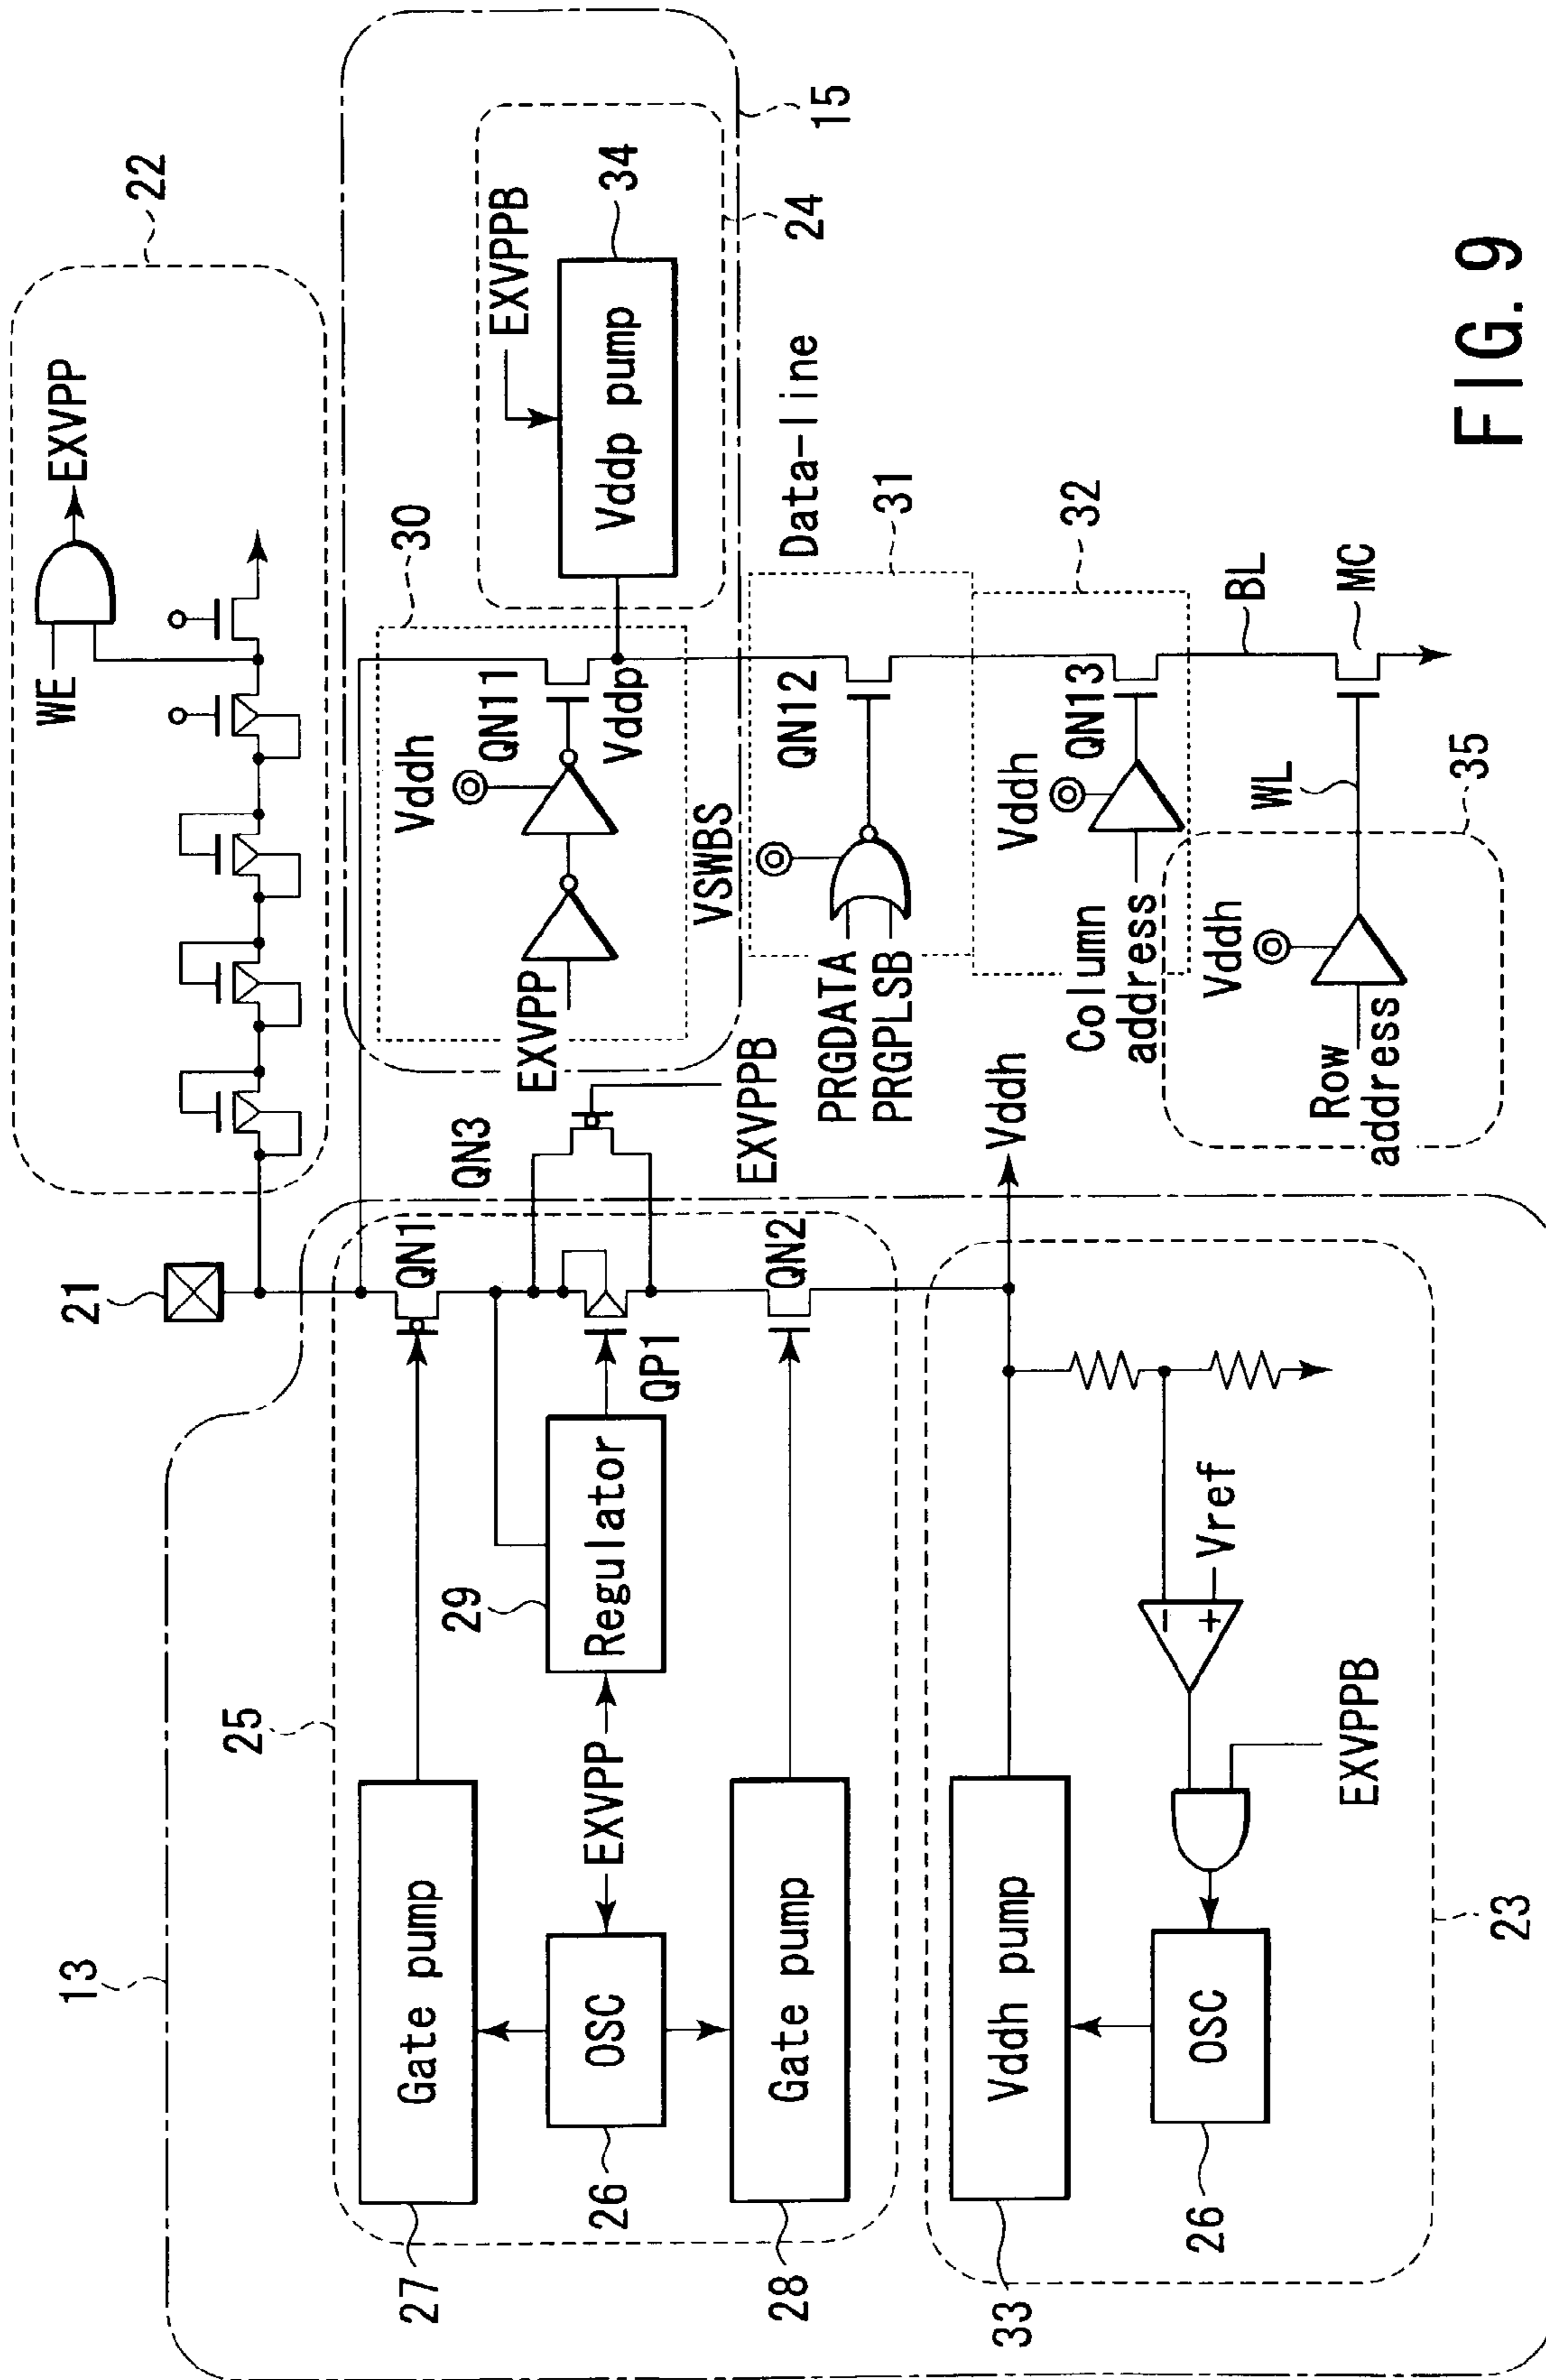 22
WE
EXVPP
21
13
25
27
Gate pump
QN1
QN3
29
Regulator
EXVPP
26
OSC
QP1
EXVPPB
28
Gate pump
QN2
30
EXVPP
Vddh
QN11
Vddp
EXVPPB
Vddp pump
34
24
15
VSWBS
Data-line
PRGDATA
PRGPLSB
QN12
31
Vddh
QN13
32
Column
address
Vddh
BL
Row
address
WL
MC
35
Vddh
33
Vddh pump
26
OSC
-
+
Vref
EXVPPB
23
FIG. 9